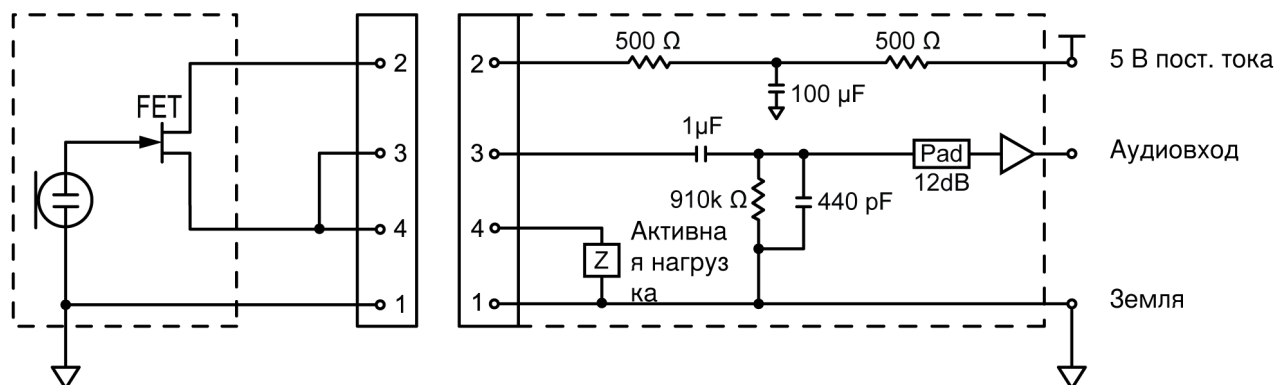 500 Ω
500 Ω
2
2
5 В пост. тока
FET
100 µF
1µF
3
3
Pad
Аудиовход
12dB
910k Ω
440 pF
4
4
Активна
я нагруз
ка
Z
1
1
Земля